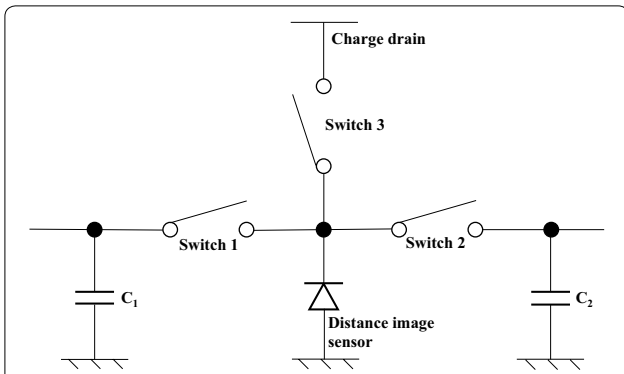 Charge drain
Switch 3
Switch 1
Switch 2
C₁
C₂
Distance image
sensor